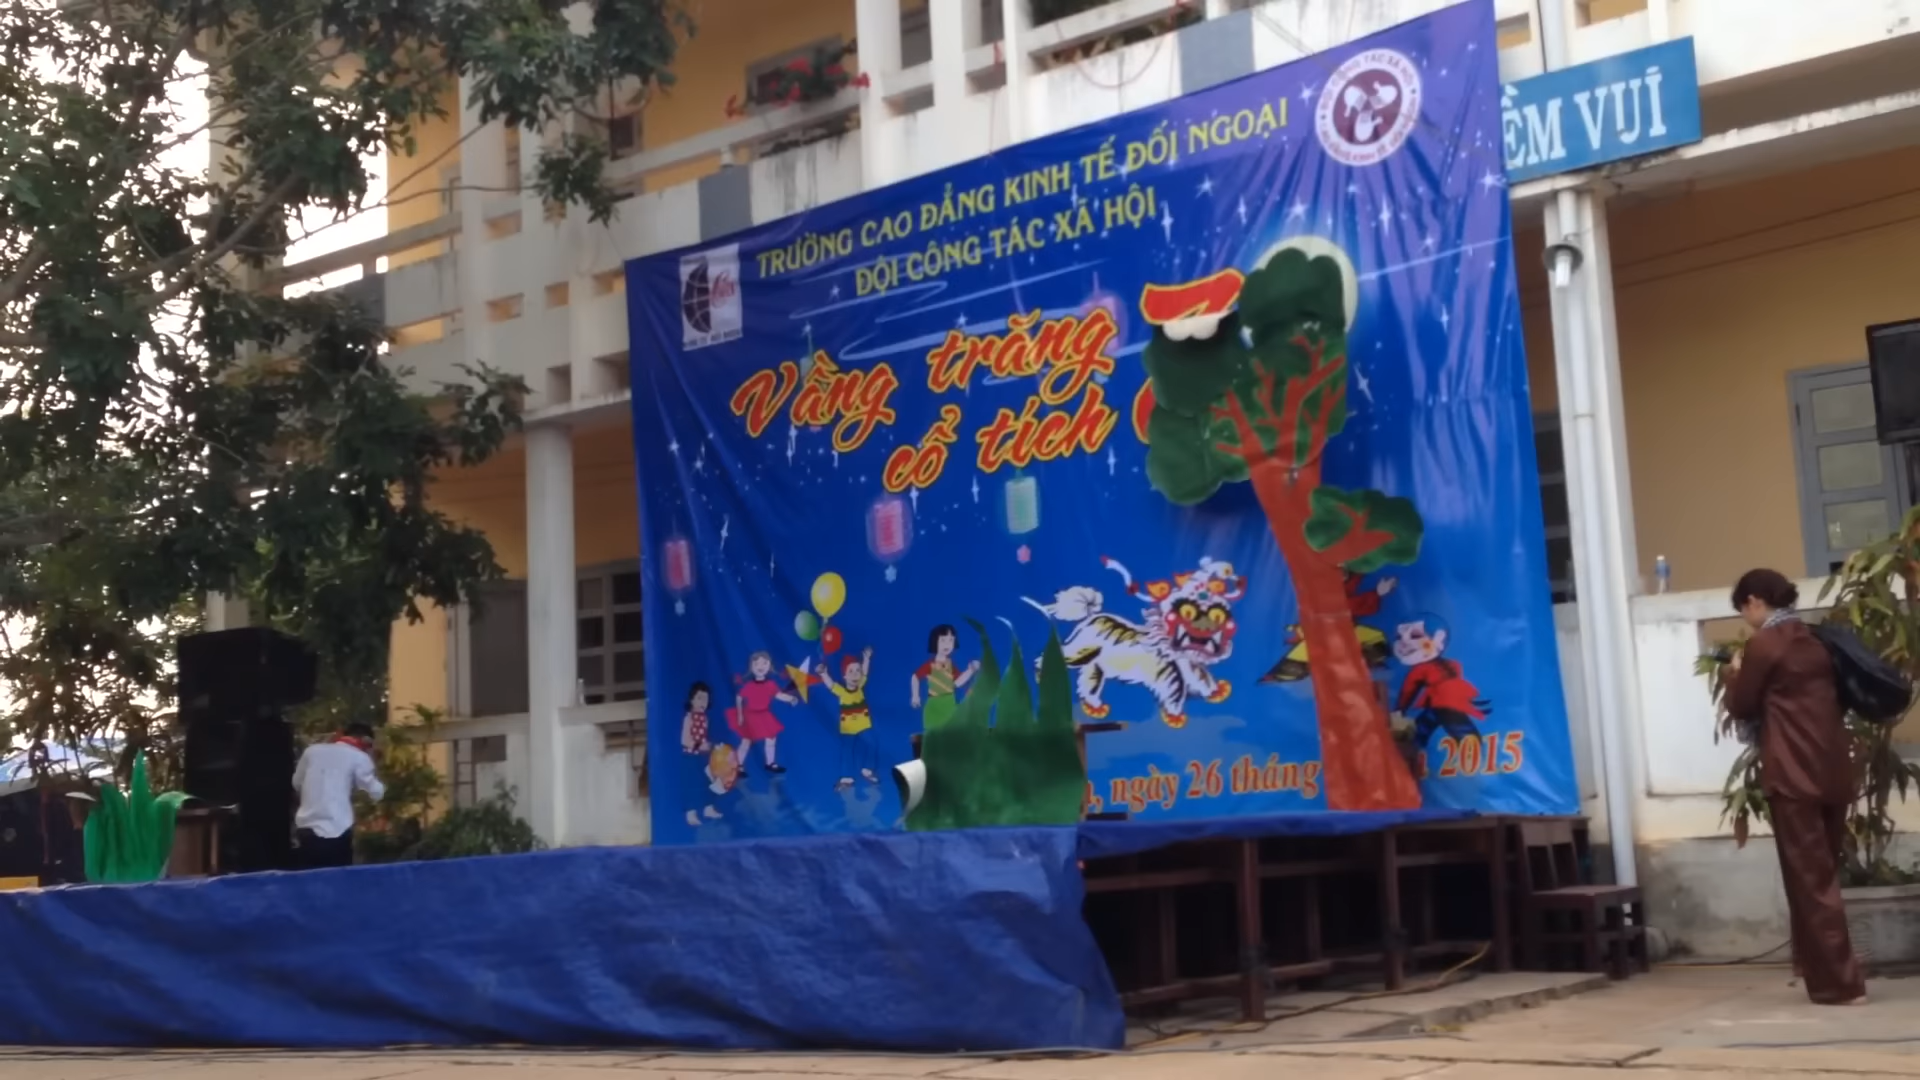 TRƯỜNG CAO ĐẲNG KINH TẾ ĐỐI NGOẠI
ĐỘI CÔNG TÁC XÃ HỘI
Vầng trăng
cổ tích
7
, ngày 26 tháng 2015
VUI